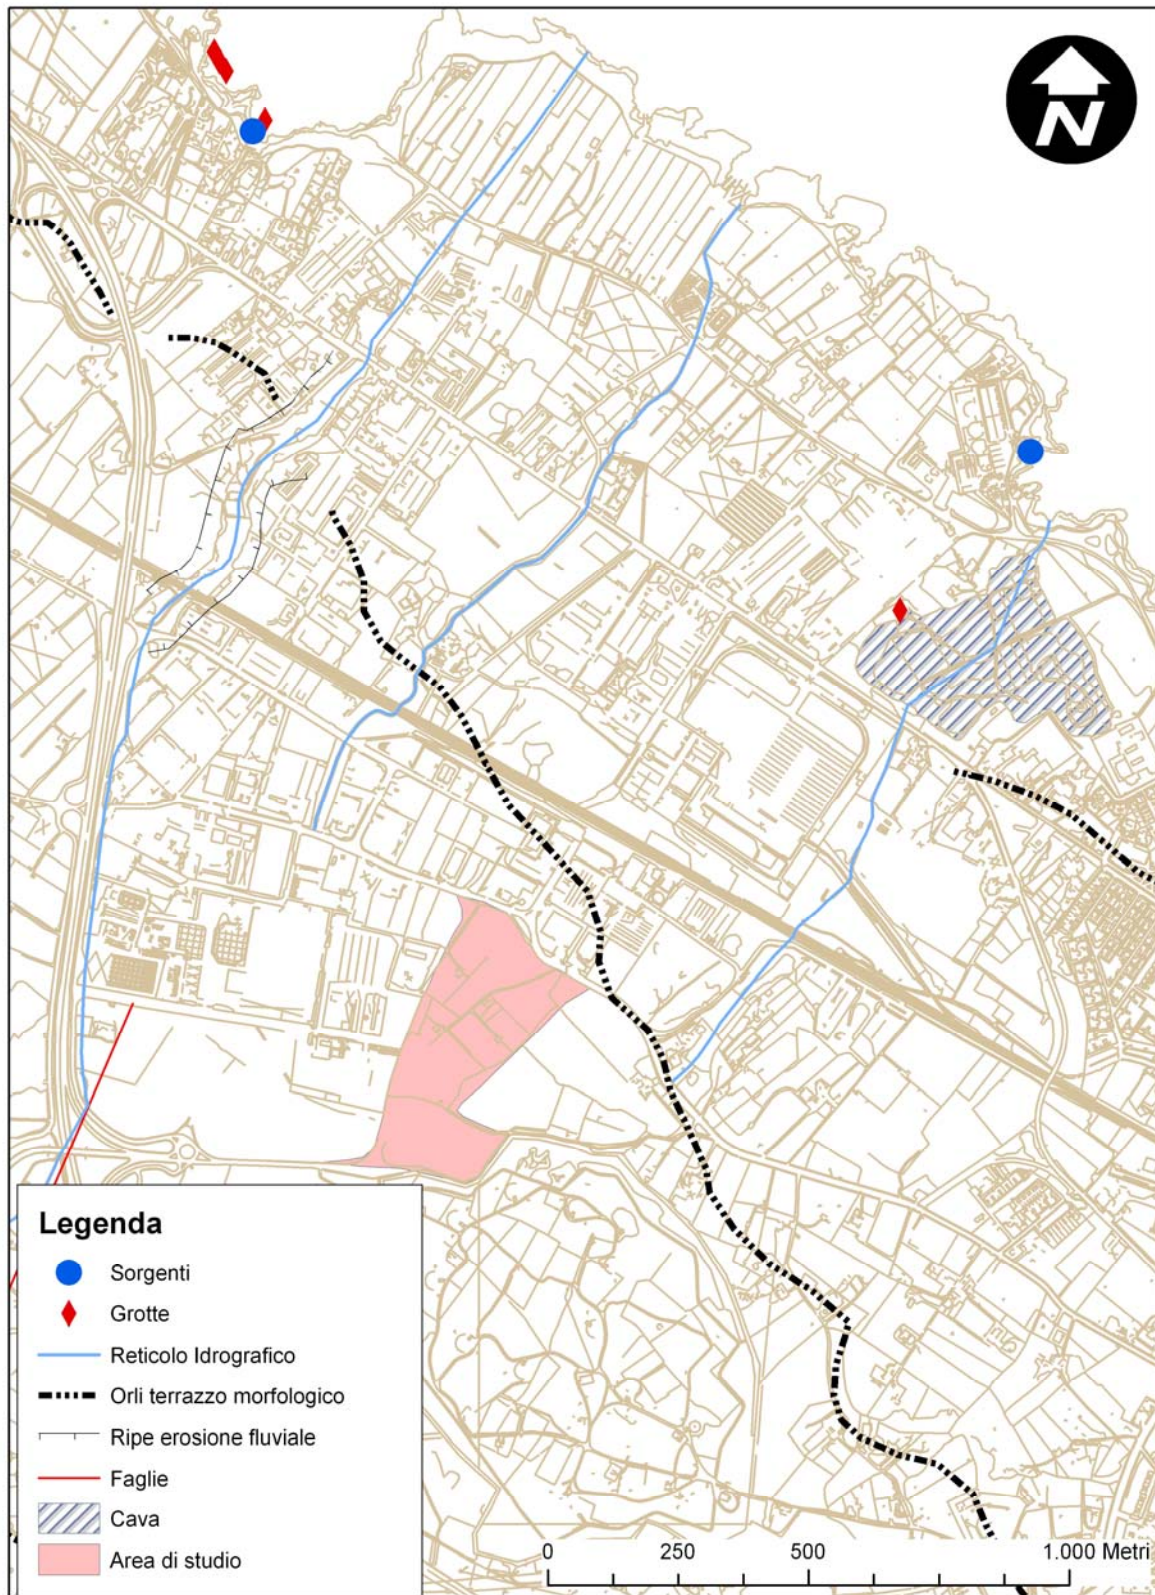 N
Legenda
Sorgenti
Grotte
Reticolo Idrografico
Orli terrazzo morfologico
Ripe erosione fluviale
Faglie
Cava
Area di studio
0 250 500 1.000 Metri